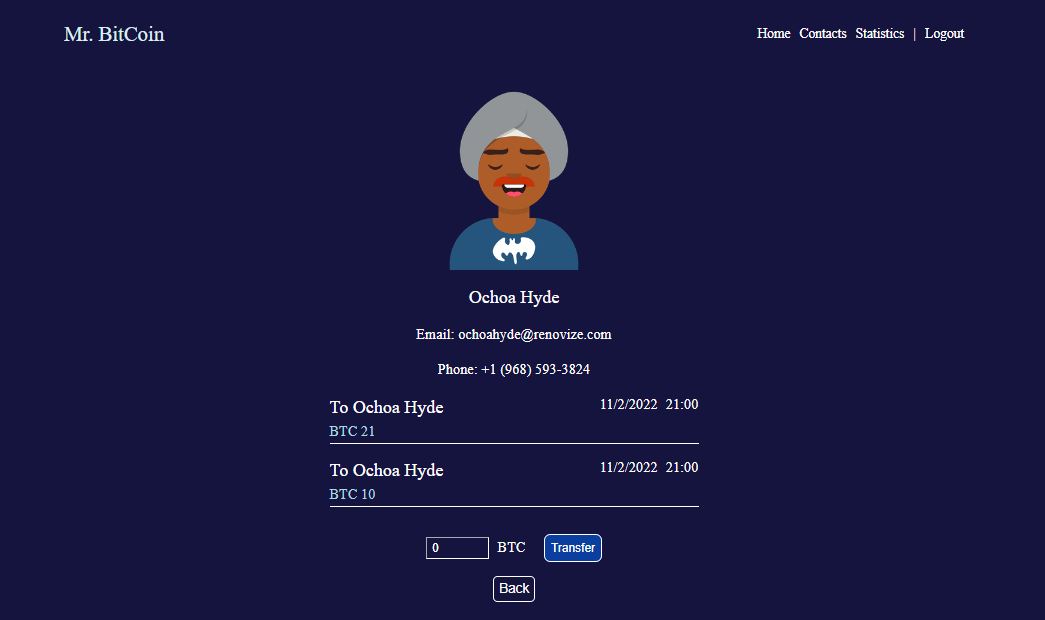 Mr. BitCoin
Home Contacts Statistics | Logout
Ochoa Hyde
Email: ochoahyde@renovize.com
Phone: +1 (968) 593-3824
To Ochoa Hyde 11/2/2022 21:00
BTC 21
To Ochoa Hyde 11/2/2022 21:00
BTC 10
0 BTC Transfer
Back